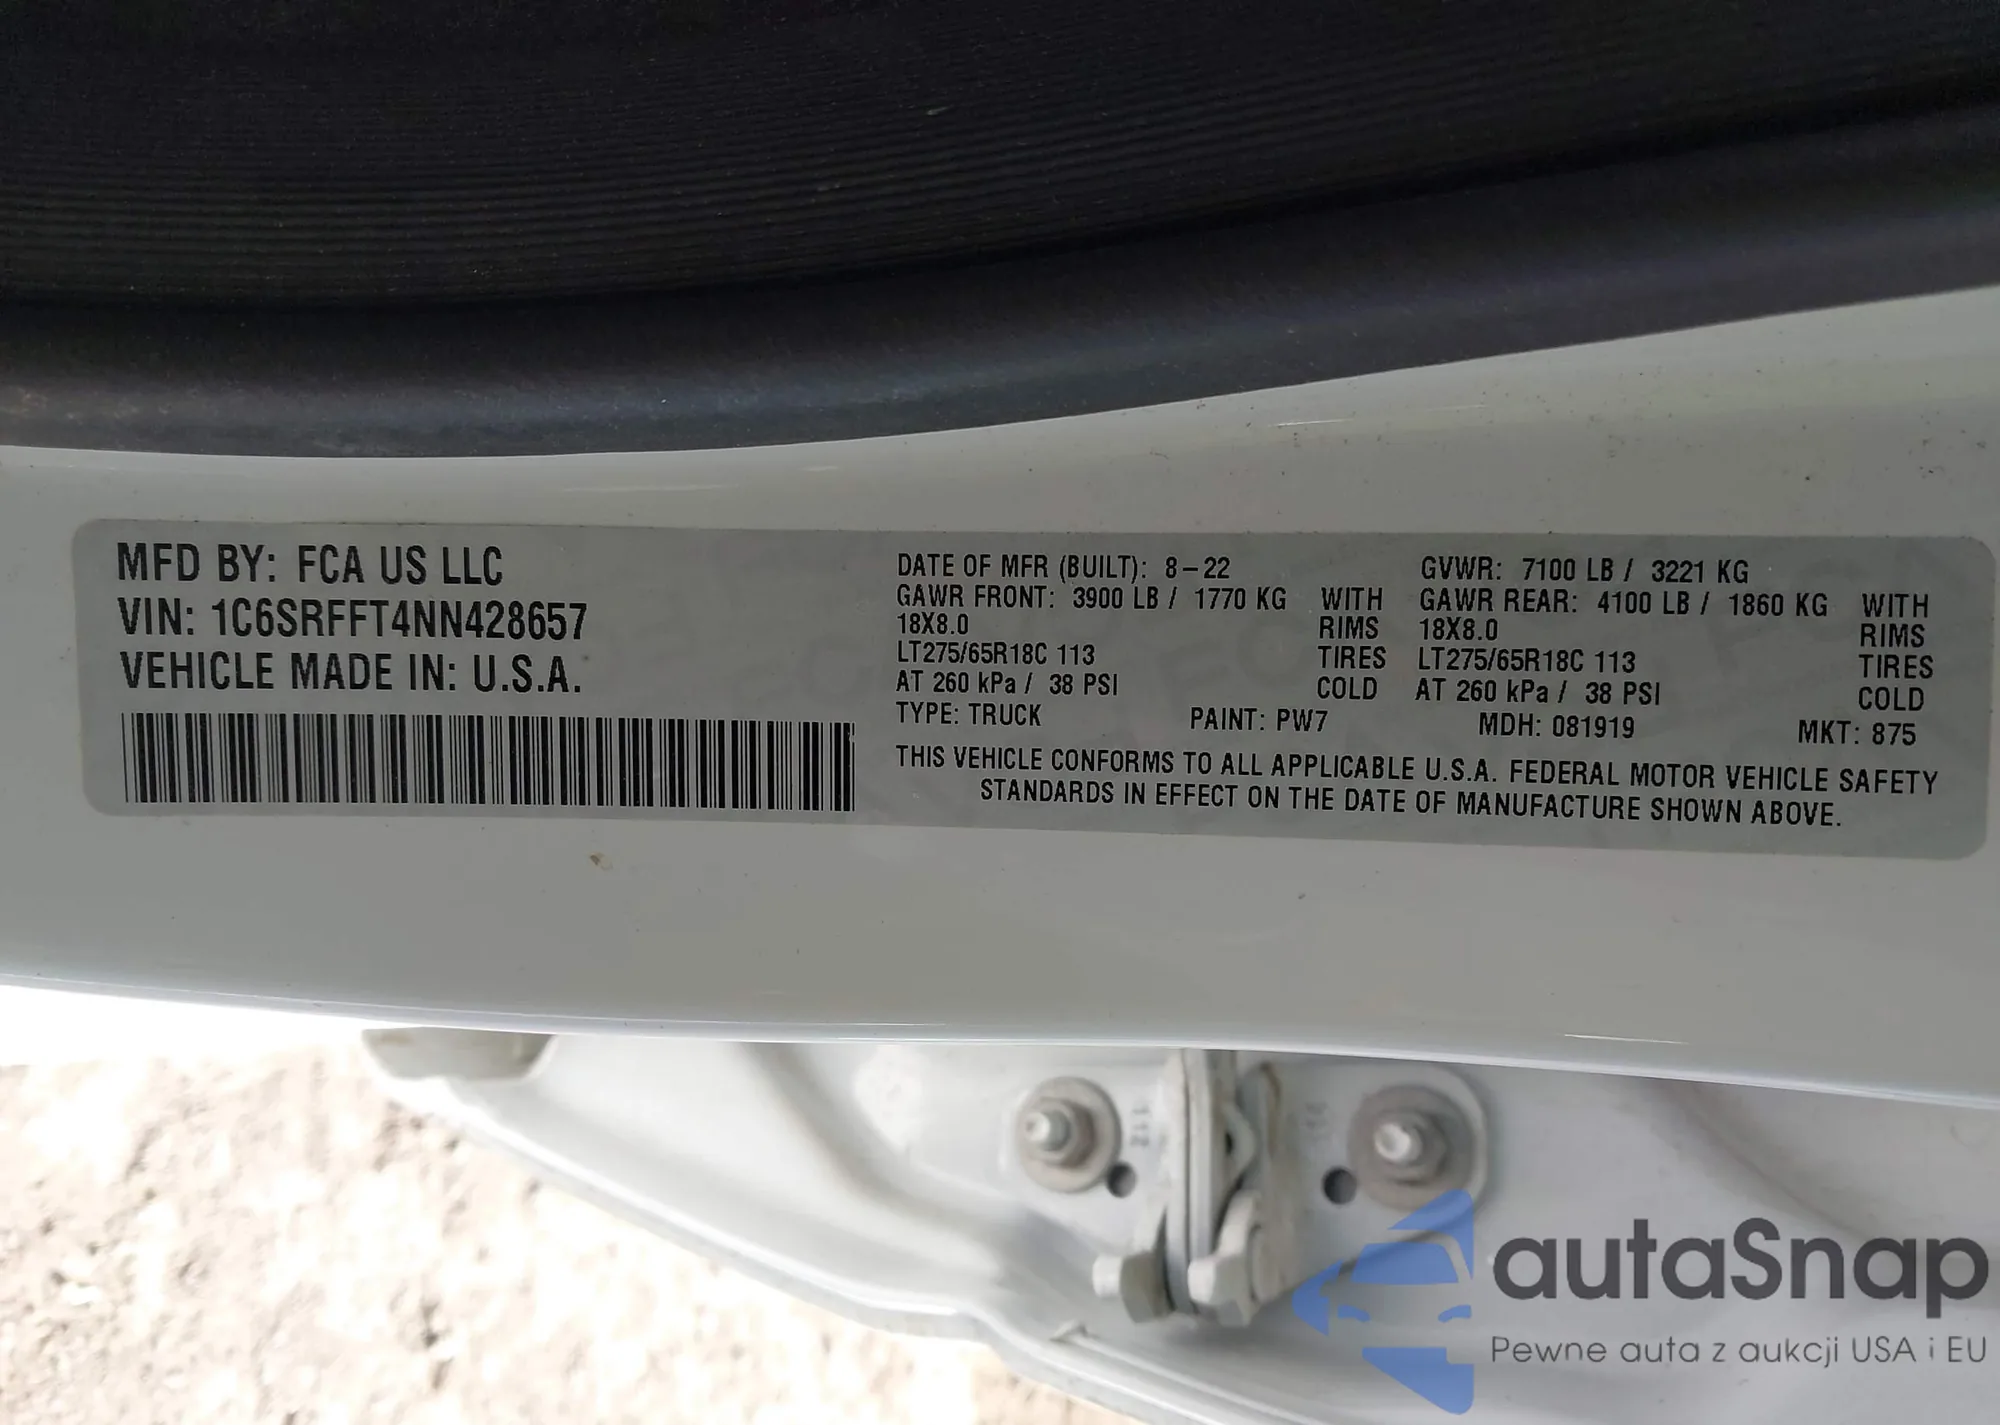 MFD BY: FCA US LLC
VIN: 1C6SRFFT4NN428657
VEHICLE MADE IN: U.S.A.
DATE OF MFR (BUILT): 8-22 GVWR: 7100 LB / 3221 KG
GAWR FRONT: 3900 LB / 1770 KG WITH GAWR REAR: 4100 LB / 1860 KG WITH
18X8.0 RIMS 18X8.0 RIMS
LT275/65R18C 113 TIRES LT275/65R18C 113 TIRES
AT 260 kPa / 38 PSI COLD AT 260 kPa / 38 PSI COLD
TYPE: TRUCK PAINT: PW7 MDH: 081919 MKT: 875
THIS VEHICLE CONFORMS TO ALL APPLICABLE U.S.A. FEDERAL MOTOR VEHICLE SAFETY
STANDARDS IN EFFECT ON THE DATE OF MANUFACTURE SHOWN ABOVE.
autaSnap
Pewne auta z aukcji USA i EU